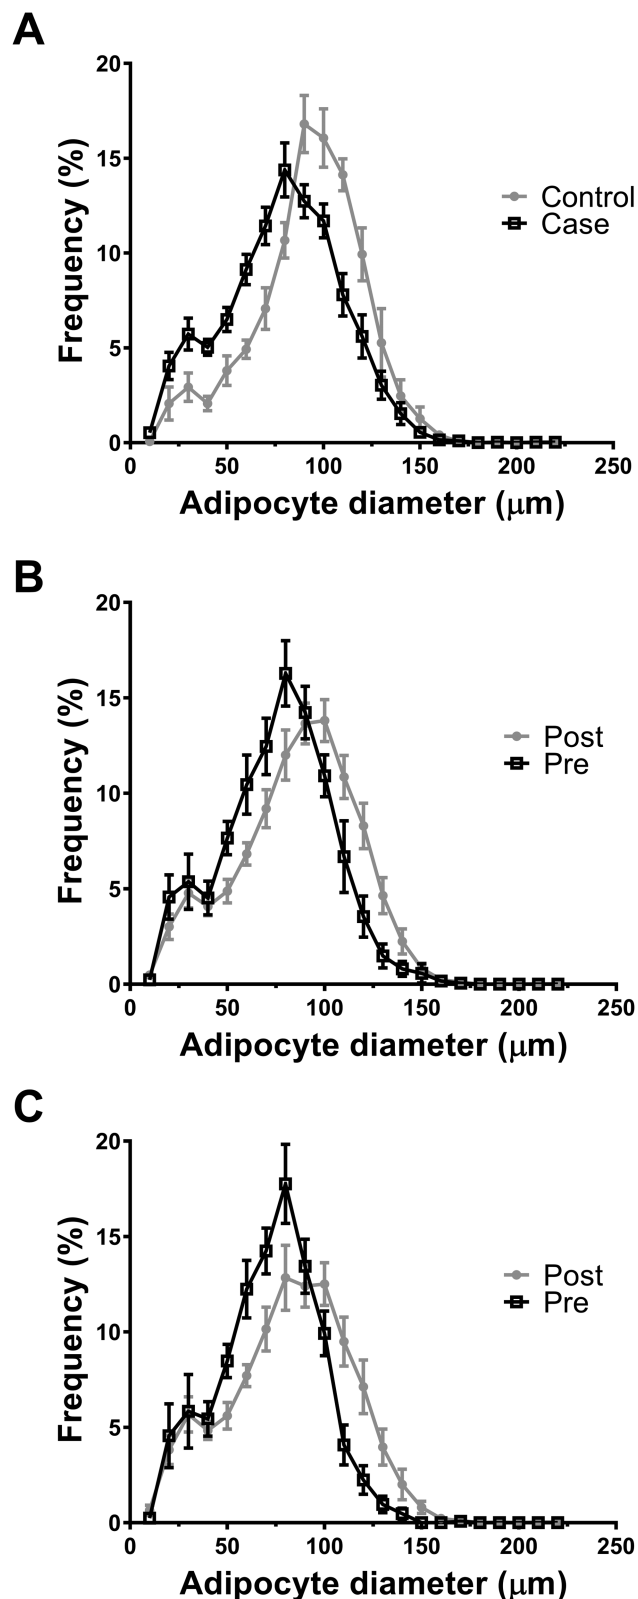 A
20
15
10
5
0
Frequency (%)
Control
Case
0 50 100 150 200 250
Adipocyte diameter (μm)
B
20
15
10
5
0
Frequency (%)
Post
Pre
0 50 100 150 200 250
Adipocyte diameter (μm)
C
20
15
10
5
0
Frequency (%)
Post
Pre
0 50 100 150 200 250
Adipocyte diameter (μm)